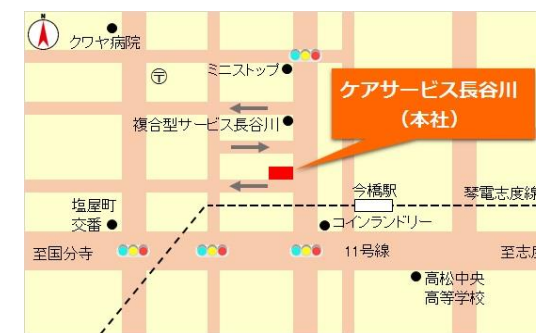 クワヤ病院
〒
ミニストップ
ケアサービス長谷川
(本社)
複合型サービス長谷川
今橋駅
琴電志度線
塩屋町
交番
コインランドリー
至国分寺
11号線
至志度
高松中央
高等学校